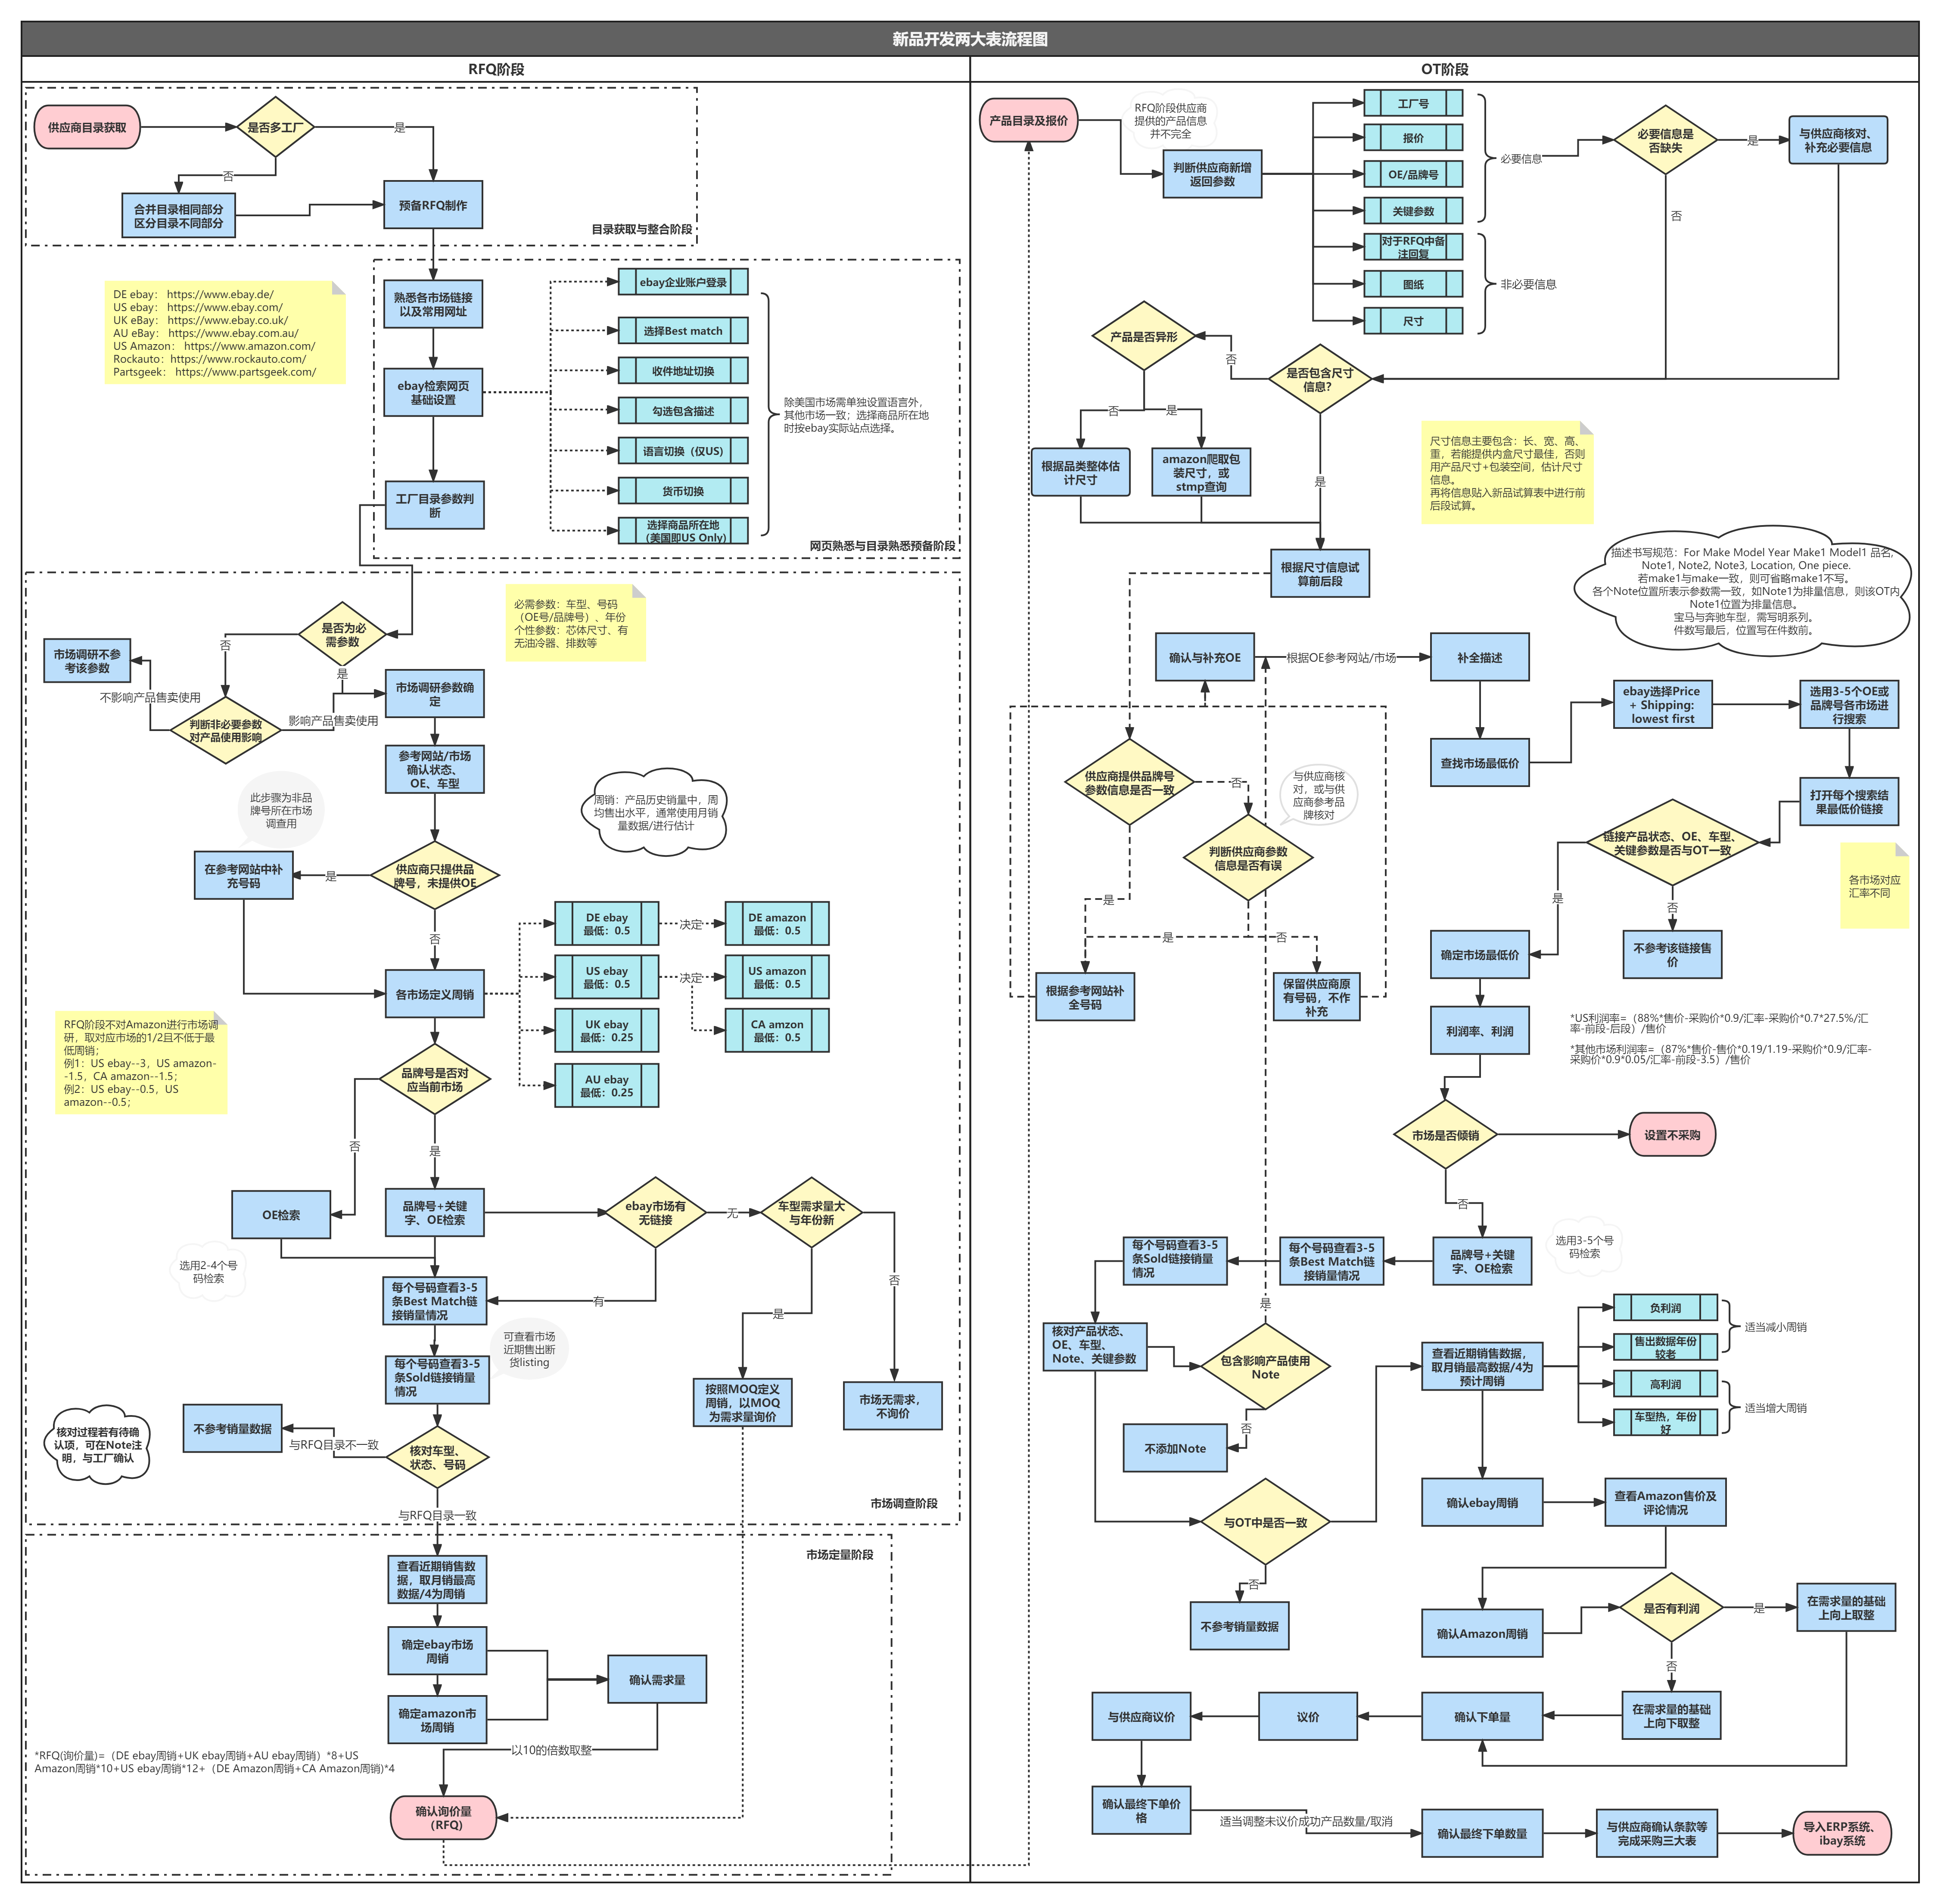 新品开发两大表流程图
RFQ阶段
供应商目录获取
是否多工厂
是
否
合并目录相同部分
区分目录不同部分
预备RFQ制作
目录获取与整合阶段
DE ebay： https://www.ebay.de/
US ebay： https://www.ebay.com/
UK eBay： https://www.ebay.co.uk/
AU eBay： https://www.ebay.com.au/
US Amazon： https://www.amazon.com/
Rockauto：https://www.rockauto.com/
Partsgeek： https://www.partsgeek.com/
熟悉各市场链接
以及常用网址
ebay检索网页
基础设置
工厂目录参数判
断
ebay企业账户登录
选择Best match
收件地址切换
勾选包含描述
语言切换（仅US）
货币切换
选择商品所在地
（美国即US Only）
除美国市场需单独设置语言外，
其他市场一致；选择商品所在地
时按ebay实际站点选择。
网页熟悉与目录熟悉预备阶段
必需参数：车型、号码
（OE号/品牌号）、年份
个性参数：芯体尺寸、有
无油冷器、排数等
是否为必
需参数
否
是
市场调研不参
考该参数
不影响产品售卖使用
判断非必要参数
对产品使用影响
影响产品售卖使用
市场调研参数确
定
参考网站/市场
确认状态、
OE、车型
此步骤为非品
牌号所在市场
调查用
周销：产品历史销量中，周
均售出水平，通常使用月销
量数据/进行估计
供应商只提供品
牌号，未提供OE
是
在参考网站中补
充号码
否
各市场定义周销
DE ebay
最低：0.5
决定
DE amazon
最低：0.5
US ebay
最低：0.5
决定
US amazon
最低：0.5
UK ebay
最低：0.25
CA amzon
最低：0.5
AU ebay
最低：0.25
RFQ阶段不对Amazon进行市场调
研，取对应市场的1/2且不低于最
低周销；
例1：US ebay--3，US amazon-
-1.5，CA amazon--1.5；
例2：US ebay--0.5，US
amazon--0.5；
品牌号是否对
应当前市场
否
是
OE检索
品牌号+关键
字、OE检索
ebay市场有
无链接
无
有
车型需求量大
与年份新
否
是
选用2-4个号
码检索
每个号码查看3-5
条Best Match链
接销量情况
可查看市场
近期售出断
货listing
每个号码查看3-5
条Sold链接销量
情况
按照MOQ定义
周销，以MOQ
为需求量询价
市场无需求，
不询价
核对过程若有待确
认项，可在Note注
明，与工厂确认
不参考销量数据
与RFQ目录不一致
核对车型、
状态、号码
市场调查阶段
与RFQ目录一致
市场定量阶段
查看近期销售数
据，取月销最高
数据/4为周销
确定ebay市场
周销
确定amazon市
场周销
确认需求量
以10的倍数取整
*RFQ(询价量)=（DE ebay周销+UK ebay周销+AU ebay周销）*8+US
Amazon周销*10+US ebay周销*12+（DE Amazon周销+CA Amazon周销)*4
确认询价量
（RFQ）
OT阶段
产品目录及报价
RFQ阶段供应商
提供的产品信息
并不完全
判断供应商新增
返回参数
工厂号
报价
OE/品牌号
关键参数
对于RFQ中备
注回复
图纸
尺寸
必要信息
非必要信息
必要信息是
否缺失
是
否
与供应商核对、
补充必要信息
产品是否异形
否
是否包含尺寸
信息？
否
是
是
根据品类整体估
计尺寸
amazon爬取包
装尺寸，或
stmp查询
尺寸信息主要包含：长、宽、高、
重，若能提供内盒尺寸最佳，否则
用产品尺寸+包装空间，估计尺寸
信息。
再将信息贴入新品试算表中进行前
后段试算。
根据尺寸信息试
算前后段
描述书写规范：For Make Model Year Make1 Model1 品名,
Note1, Note2, Note3, Location, One piece.
若make1与make一致，则可省略make1不写。
各个Note位置所表示参数需一致，如Note1为排量信息，则该OT内
Note1位置为排量信息。
宝马与奔驰车型，需写明系列。
件数写最后，位置写在件数前。
确认与补充OE
根据OE参考网站/市场
补全描述
ebay选择Price
+ Shipping:
lowest first
选用3-5个OE或
品牌号各市场进
行搜索
查找市场最低价
打开每个搜索结
果最低价链接
供应商提供品牌号
参数信息是否一致
否
与供应商核
对，或与供
应商参考品
牌核对
判断供应商参数
信息是否有误
是
是
否
根据参考网站补
全号码
保留供应商原
有号码，不作
补充
链接产品状态、OE、车型、
关键参数是否与OT一致
是
否
各市场对应
汇率不同
不参考该链接售
价
确定市场最低价
利润率、利润
*US利润率=（88%*售价-采购价*0.9/汇率-采购价*0.7*27.5%/汇
率-前段-后段）/售价
*其他市场利润率=（87%*售价-售价*0.19/1.19-采购价*0.9/汇率-
采购价*0.9*0.05/汇率-前段-3.5）/售价
市场是否倾销
设置不采购
否
品牌号+关键
字、OE检索
选用3-5个号
码检索
每个号码查看3-5
条Best Match链
接销量情况
每个号码查看3-5
条Sold链接销量
情况
核对产品状态、
OE、车型、
Note、关键参数
是
包含影响产品使用
Note
否
不添加Note
查看近期销售数据，
取月销最高数据/4为
预计周销
负利润
售出数据年份
较老
高利润
车型热，年份
好
适当减小周销
适当增大周销
与OT中是否一致
否
不参考销量数据
确认ebay周销
查看Amazon售价及
评论情况
确认Amazon周销
是否有利润
是
否
在需求量的基础
上向上取整
在需求量的基础
上向下取整
确认下单量
议价
与供应商议价
确认最终下单价
格
适当调整未议价成功产品数量/取消
确认最终下单数量
与供应商确认条款等
完成采购三大表
导入ERP系统、
ibay系统